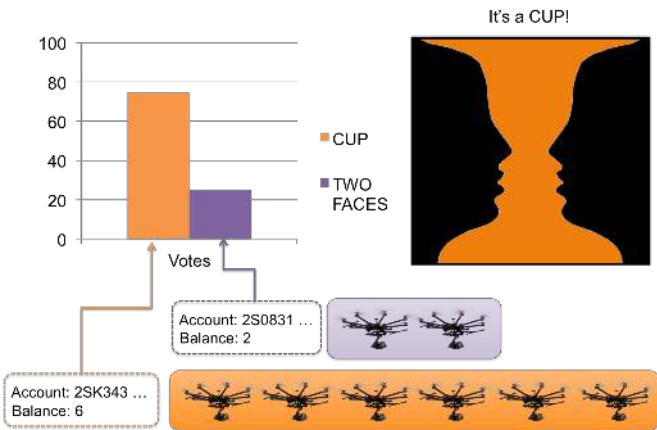 It's a CUP!
100
80
60
40
20
0
CUP
TWO
FACES
Votes
Account: 2S0831 ...
Balance: 2
Account: 2SK343 ...
Balance: 6